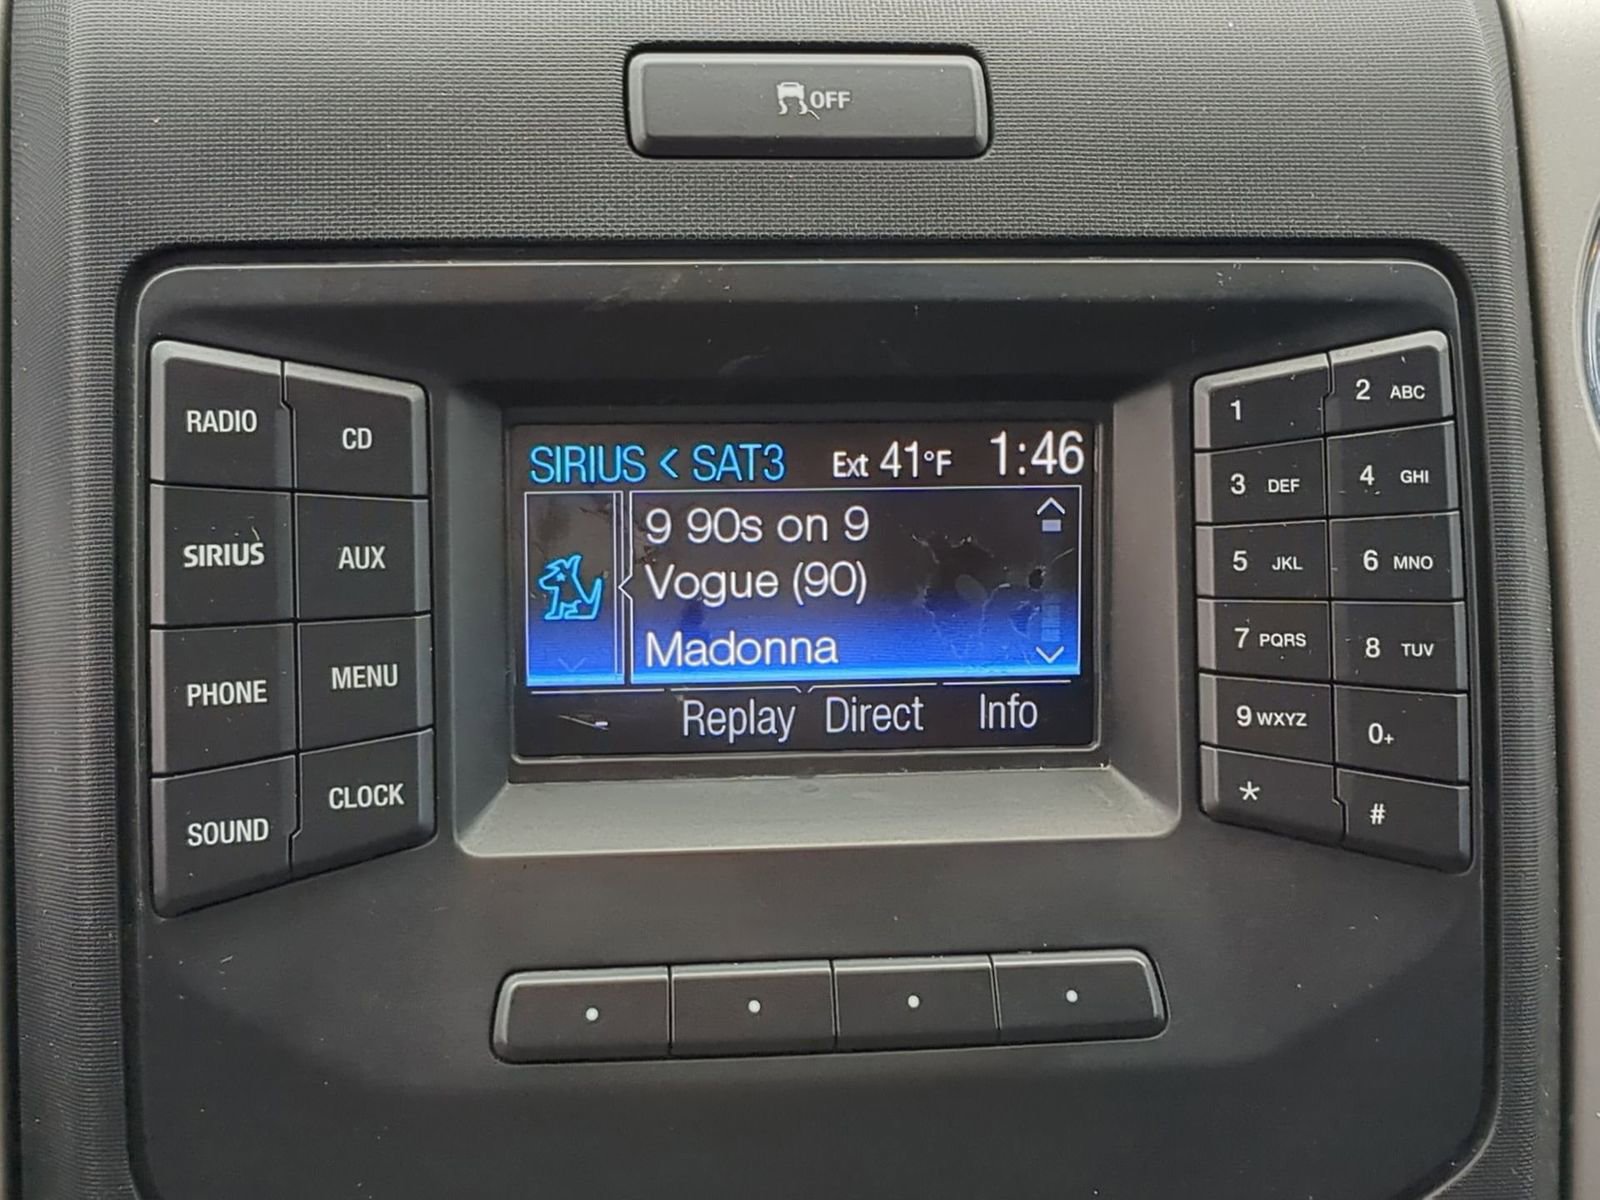 OFF
SIRIUS < SAT3 Ext 41°F 1:46
9 90s on 9
Vogue (90)
Madonna
- Replay Direct Info
RADIO
CD
SIRIUS
AUX
PHONE
MENU
SOUND
CLOCK
1
2 ABC
3 DEF
4 GHI
5 JKL
6 MNO
7 PQRS
8 TUV
9 WXYZ
0+
*
#